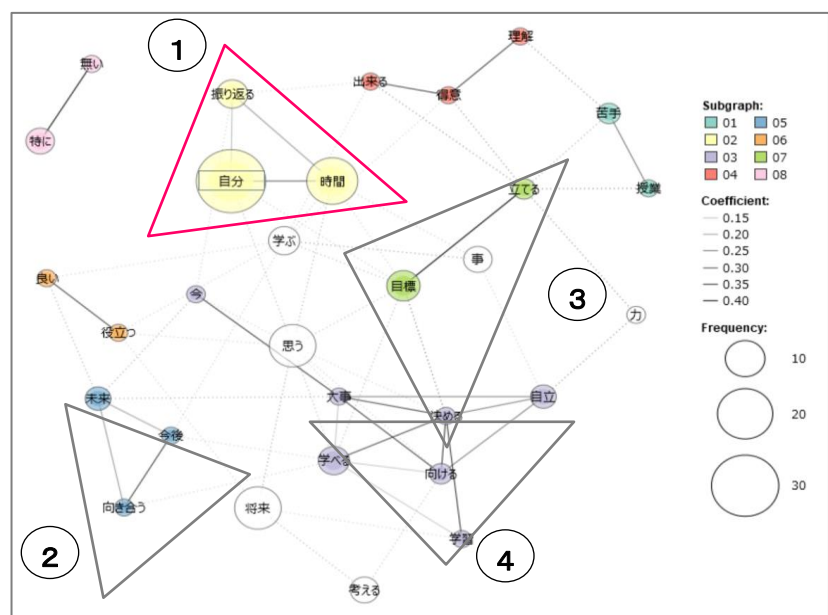 ①
無い
特に
振り返る
自分
時間
出来る
得意
理解
苦手
授業
立てる
学ぶ
事
目標
③
力
良い
今
役立つ
思う
未来
大事
自立
決める
今後
学べる
向ける
向き合う
将来
学習
②
④
考える
Subgraph:
01 05
02 06
03 07
04 08
Coefficient:
0.15
0.20
0.25
0.30
0.35
0.40
Frequency:
10
20
30